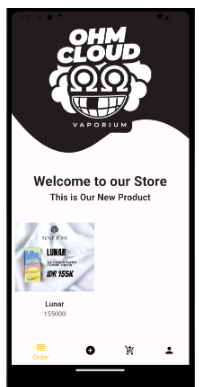 OHM
CLOUD
VAPORIUM
Welcome to our Store
This is Our New Product
LUNAR
IDR 155K
Lunar
155000
Order